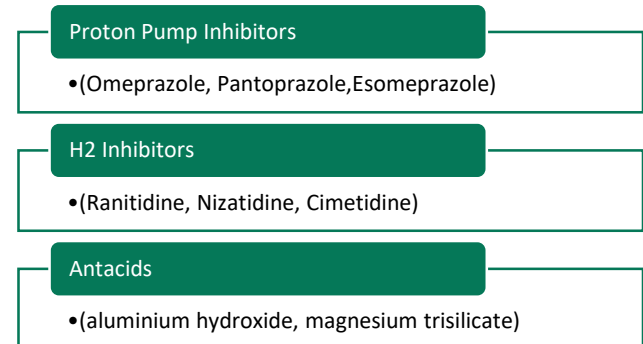 Proton Pump Inhibitors
•(Omeprazole, Pantoprazole,Esomeprazole)
H2 Inhibitors
•(Ranitidine, Nizatidine, Cimetidine)
Antacids
•(aluminium hydroxide, magnesium trisilicate)